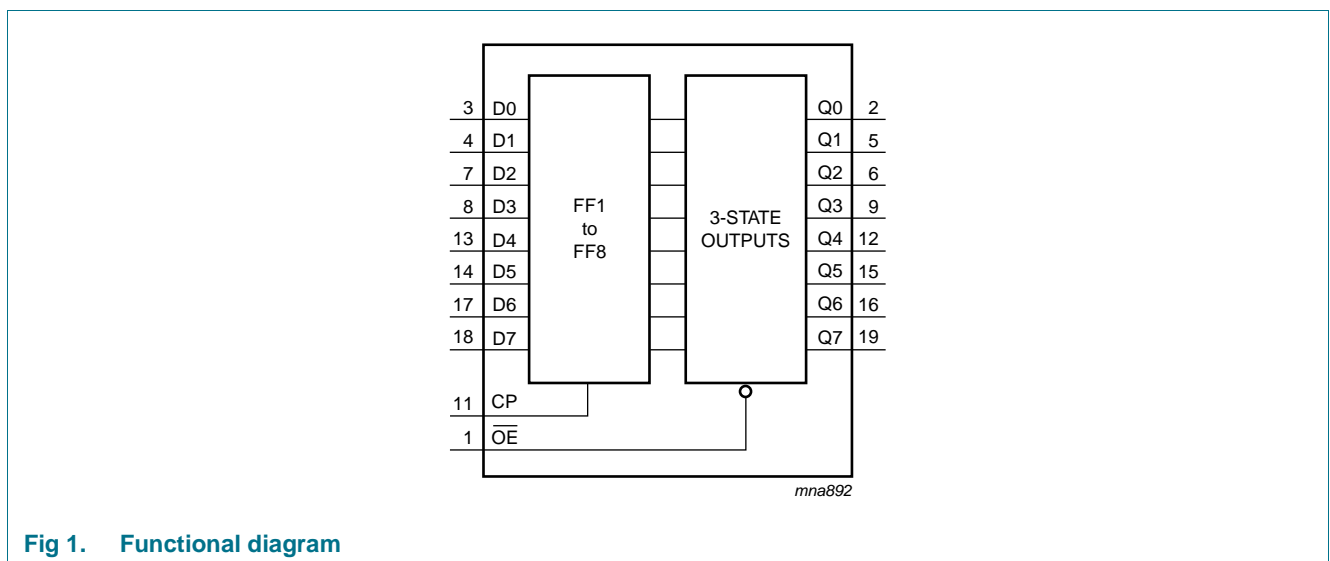 3 D0 Q0 2
4 D1 Q1 5
7 D2 Q2 6
8 D3 FF1 Q3 9
to 3-STATE
13 D4 FF8 OUTPUTS Q4 12
14 D5 Q5 15
17 D6 Q6 16
18 D7 Q7 19
11 CP
1 O̅E̅
mna892
Fig 1. Functional diagram